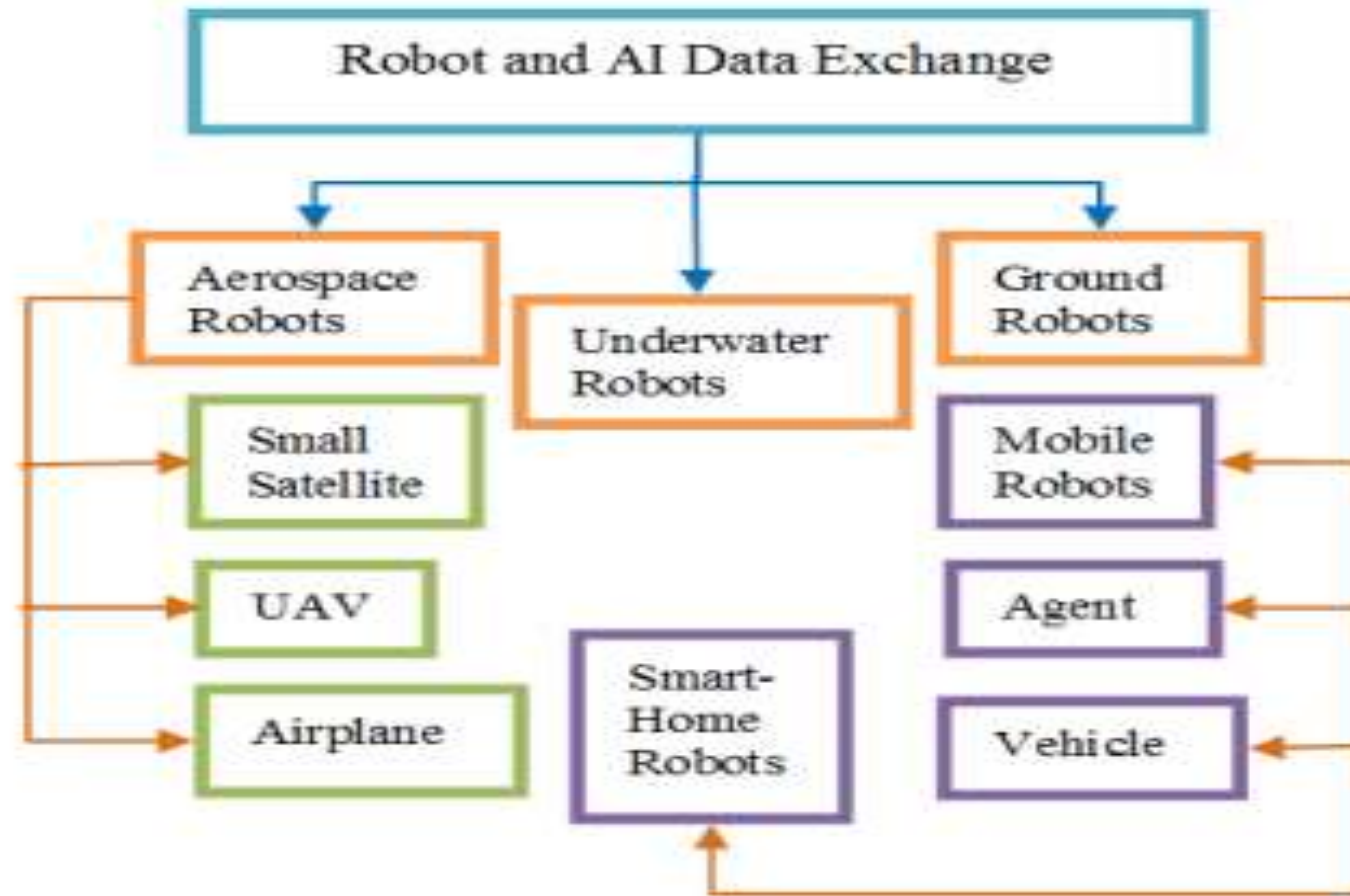 Robot and AI Data Exchange
Aerospace
Robots
Underwater
Robots
Ground
Robots
Small
Satellite
UAV
Airplane
Smart-
Home
Robots
Mobile
Robots
Agent
Vehicle